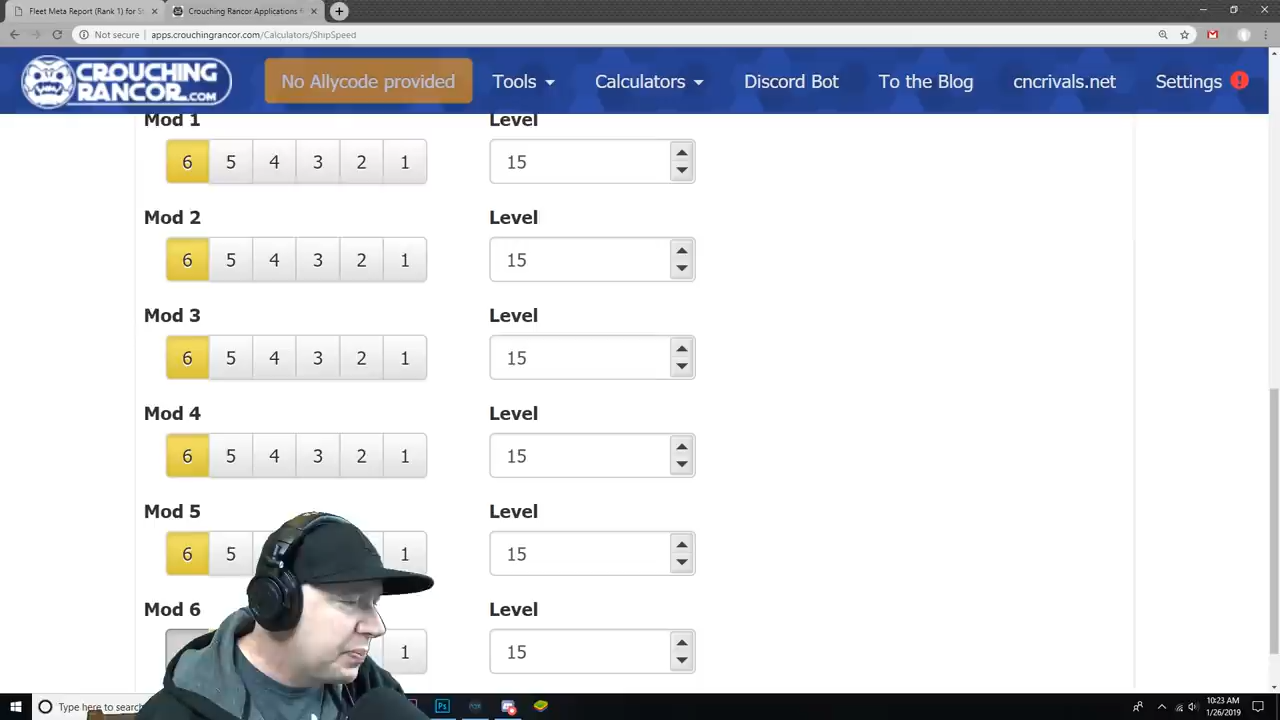 Fleet Meta Report (Rank 1) for S
Crouching Rancor Applications f
Not secure | apps.crouchingrancor.com/Calculators/ShipSpeed
CROUCHING
RANCOR.COM
No Allycode provided
Tools
Calculators
Discord Bot
To the Blog
cncrivals.net
Settings
Mod 1
Level
6 5 4 3 2 1
15
Mod 2
Level
6 5 4 3 2 1
15
Mod 3
Level
6 5 4 3 2 1
15
Mod 4
Level
6 5 4 3 2 1
15
Mod 5
Level
6 5 1
15
Mod 6
Level
1
15
Type here to search
10:23 AM
1/26/2019